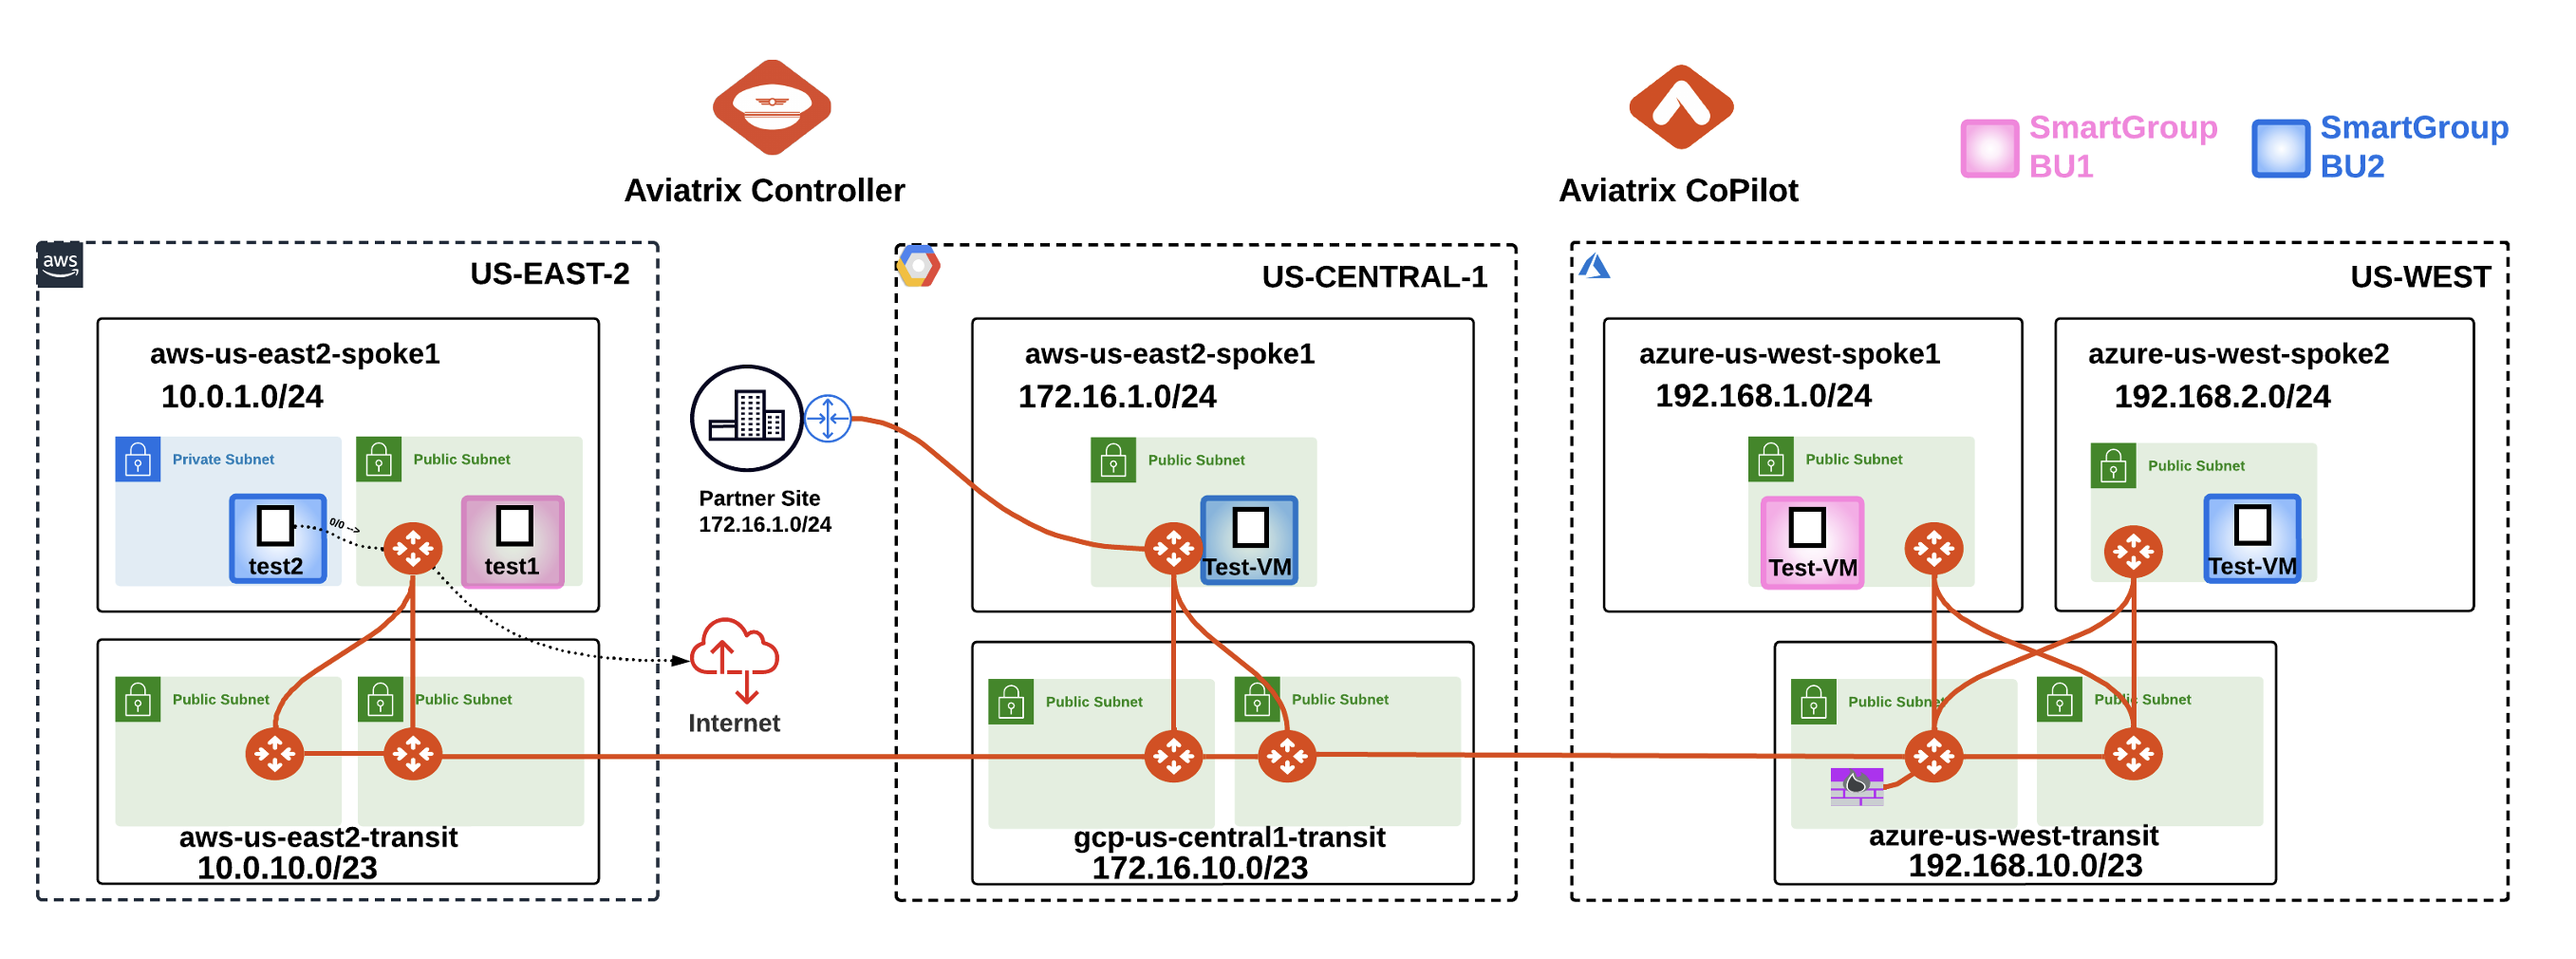 Aviatrix Controller
Aviatrix CoPilot
SmartGroup
BU1
SmartGroup
BU2
aws
US-EAST-2
aws-us-east2-spoke1
10.0.1.0/24
Private Subnet
Public Subnet
0/0 -->
test2
test1
Public Subnet
Public Subnet
aws-us-east2-transit
10.0.10.0/23
Partner Site
172.16.1.0/24
Internet
US-CENTRAL-1
aws-us-east2-spoke1
172.16.1.0/24
Public Subnet
Test-VM
Public Subnet
Public Subnet
gcp-us-central1-transit
172.16.10.0/23
US-WEST
azure-us-west-spoke1
192.168.1.0/24
Public Subnet
Test-VM
azure-us-west-spoke2
192.168.2.0/24
Public Subnet
Test-VM
Public Subnet
Public Subnet
azure-us-west-transit
192.168.10.0/23